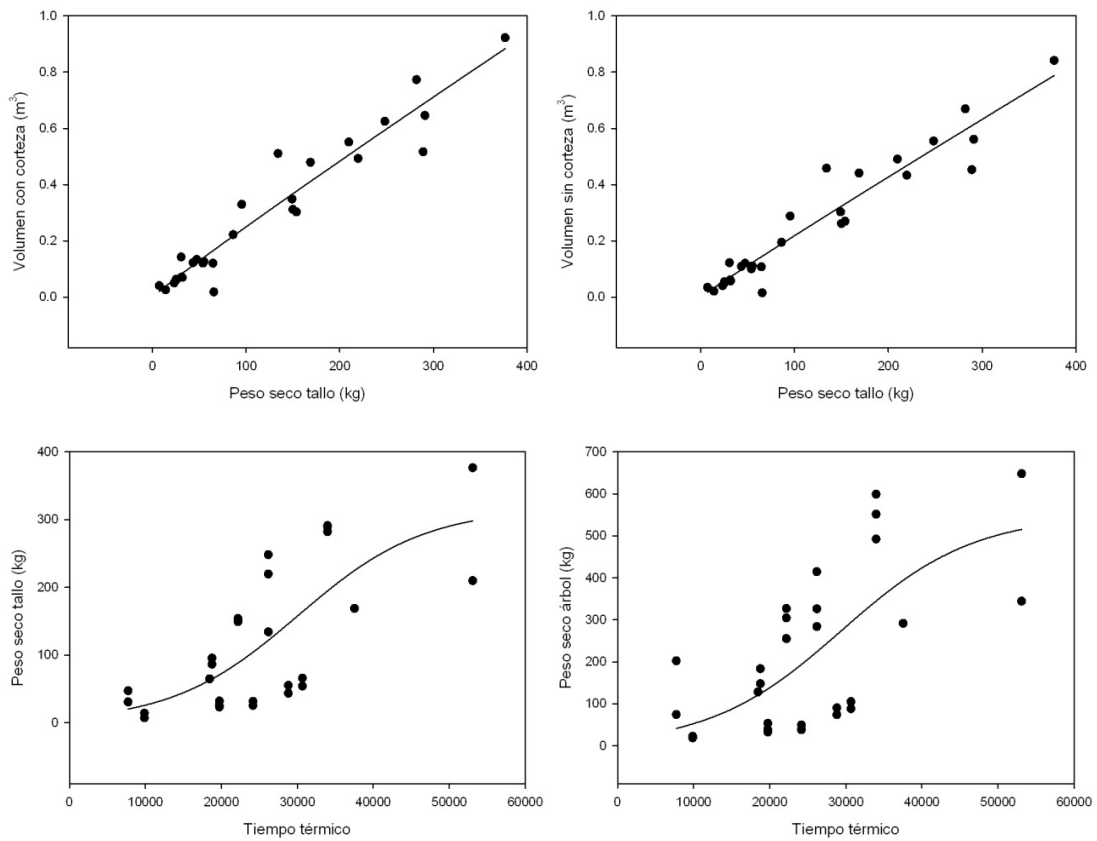 Volumen con corteza (m³)
1.0
0.8
0.6
0.4
0.2
0.0
0 100 200 300 400
Peso seco tallo (kg)
Volumen sin corteza (m³)
1.0
0.8
0.6
0.4
0.2
0.0
0 100 200 300 400
Peso seco tallo (kg)
Peso seco tallo (kg)
400
300
200
100
0
0 10000 20000 30000 40000 50000 60000
Tiempo térmico
Peso seco árbol (kg)
700
600
500
400
300
200
100
0
0 10000 20000 30000 40000 50000 60000
Tiempo térmico